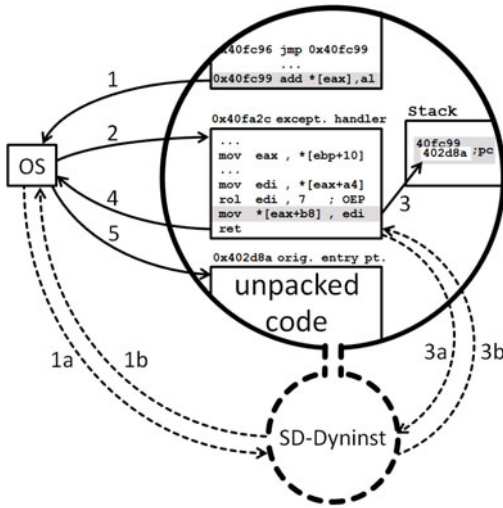 0x40fc96 jmp 0x40fc99
...
0x40fc99 add *[eax],al
1
0x40fa2c except. handler
Stack
2
...
mov eax , *[ebp+10]
...
40fc99
402d8a ;pc
OS
mov edi , *[eax+a4]
rol edi , 7 ; OEP
3
4
mov *[eax+b8] , edi
ret
5
0x402d8a orig. entry pt.
unpacked
code
1a
1b
3a
3b
SD-Dyninst